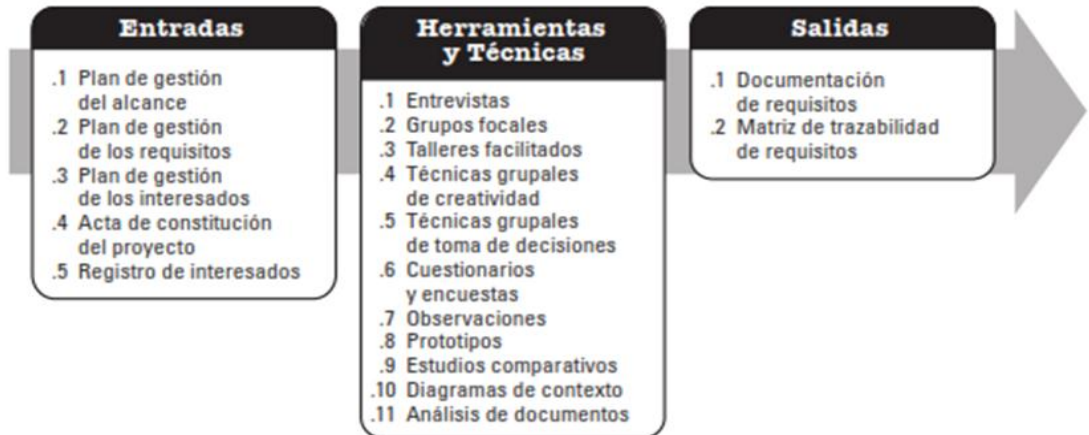 Entradas
.1 Plan de gestión
del alcance
.2 Plan de gestión
de los requisitos
.3 Plan de gestión
de los interesados
.4 Acta de constitución
del proyecto
.5 Registro de interesados
Herramientas
y Técnicas
.1 Entrevistas
.2 Grupos focales
.3 Talleres facilitados
.4 Técnicas grupales
de creatividad
.5 Técnicas grupales
de toma de decisiones
.6 Cuestionarios
y encuestas
.7 Observaciones
.8 Prototipos
.9 Estudios comparativos
.10 Diagramas de contexto
.11 Análisis de documentos
Salidas
.1 Documentación
de requisitos
.2 Matriz de trazabilidad
de requisitos